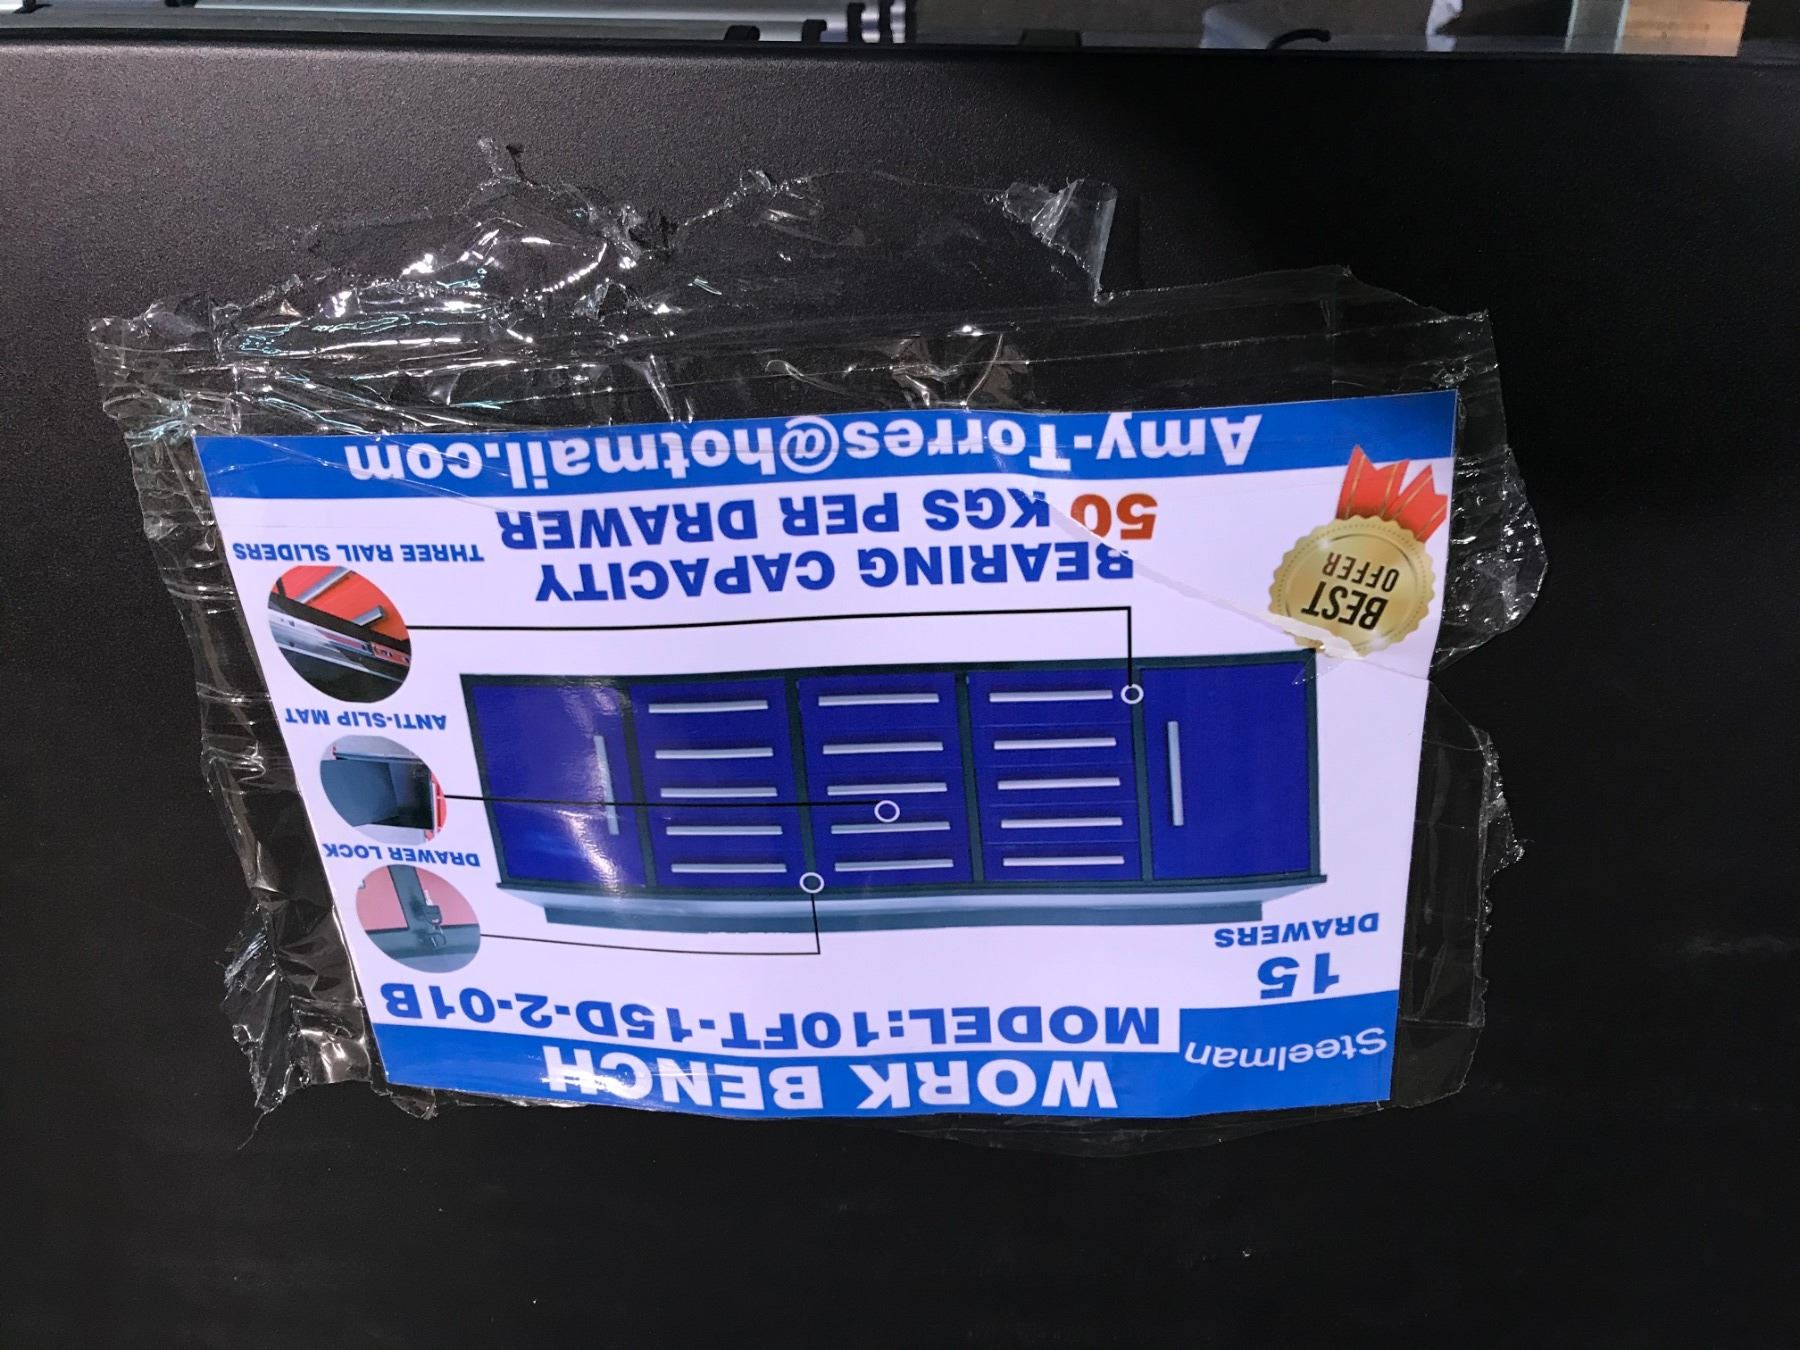 WORK BENCH
Steelman
MODEL:10FT-15D-2-01B
15
DRAWERS
DRAWER LOCK
ANTI-SLIP MAT
THREE RAIL SLIDERS
BEARING CAPACITY
50 KGS PER DRAWER
BEST
OFFER
Amy-Torres@hotmail.com